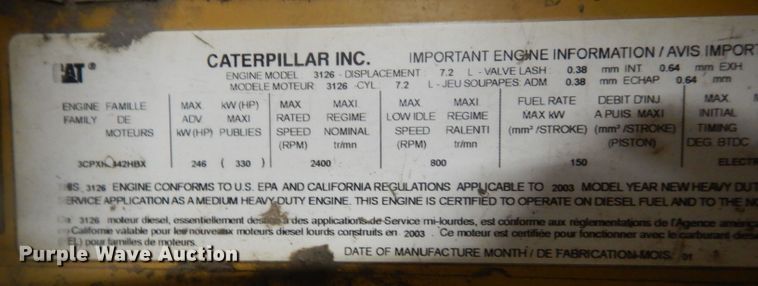 CAT®
CATERPILLAR INC. IMPORTANT ENGINE INFORMATION / AVIS IMPORT
ENGINE MODEL 3126 - DISPLACEMENT : 7.2 L - VALVE LASH : 0.38 mm INT 0.64 mm EXH
MODELE MOTEUR : 3126 -CYL. 7.2 L - JEU SOUPAPES: ADM 0.38 mm ECHAP 0.64 mm
ENGINE FAMILLE MAX kW (HP) MAX MAXI MAX MAXI FUEL RATE DEBIT D'INJ. MAX.
FAMILY DE ADV MAXI RATED REGIME LOW IDLE REGIME MAX KW A PUIS. MAXI INITIAL
MOTEURS kW (HP) PUBLIES SPEED NOMINAL SPEED RALENTI (mm³ /STROKE) (mm³ /STROKE) TIMING
(RPM) tr/mn (RPM) tr/mn (PISTON) DEG. BTDC
246 ( 330 ) 2400 800 150 ELECTR
3126 ENGINE CONFORMS TO U.S. EPA AND CALIFORNIA REGULATIONS APPLICABLE TO 2003 MODEL YEAR NEW HEAVY DUT
SERVICE APPLICATION AS A MEDIUM HEAVY-DUTY ENGINE. THIS ENGINE IS CERTIFIED TO OPERATE ON DIESEL FUEL AND TO THE NO
3126 moteur diesel, essentiellement à des applications de Service mi-lourdes, est conforme aux réglementations de l'Agence améric
Californie valable pour les nouveaux moteurs diesel lourds construits en 2003 . Ce moteur est certifié pour fonctionner avec le carburant diesel
pour familles de moteurs.
DATE OF MANUFACTURE MONTH / DE FABRICATION-MOIS: 01
Purple Wave Auction